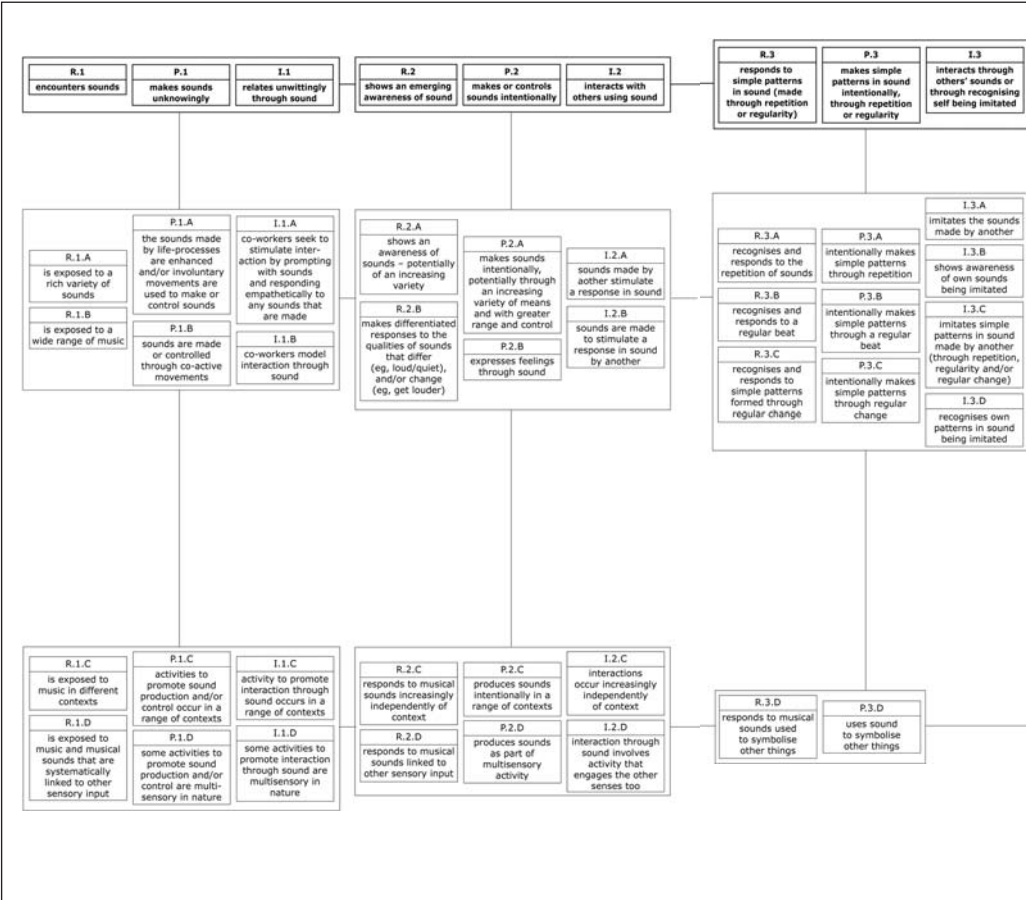 R.1
encounters sounds
P.1
makes sounds
unknowingly
I.1
relates unwittingly
through sound
R.2
shows an emerging
awareness of sound
P.2
makes or controls
sounds intentionally
I.2
interacts with
others using sound
R.3
responds to
simple patterns
in sound (made
through repetition
or regularity)
P.3
makes simple
patterns in sound
intentionally,
through repetition
or regularity
I.3
interacts through
others' sounds or
through recognising
self being imitated
R.1.A
is exposed to a
rich variety of
sounds
R.1.B
is exposed to a
wide range of music
P.1.A
the sounds made
by life-processes
are enhanced
and/or involuntary
movements are
used to make or
control sounds
P.1.B
sounds are made
or controlled
through co-active
movements
I.1.A
co-workers seek to
stimulate inter-
action by prompting
with sounds
and responding
empathetically to
any sounds that
are made
I.1.B
co-workers model
interaction through
sound
R.2.A
shows an
awareness of
sounds – potentially
of an increasing
variety
R.2.B
makes differentiated
responses to the
qualities of sounds
that differ
(eg, loud/quiet),
and/or change
(eg, get louder)
P.2.A
makes sounds
intentionally,
potentially through
an increasing
variety of means
and with greater
range and control
P.2.B
expresses feelings
through sound
I.2.A
sounds made by
aother stimulate
a response in sound
I.2.B
sounds are made
to stimulate a
response in sound
by another
R.3.A
recognises and
responds to the
repetition of sounds
R.3.B
recognises and
responds to a
regular beat
R.3.C
recognises and
responds to
simple patterns
formed through
regular change
P.3.A
intentionally makes
simple patterns
through repetition
P.3.B
intentionally makes
simple patterns
through a regular
beat
P.3.C
intentionally makes
simple patterns
through regular
change
I.3.A
imitates the sounds
made by another
I.3.B
shows awareness
of own sounds
being imitated
I.3.C
imitates simple
patterns in sound
made by another
(through repetition,
regularity and/or
regular change)
I.3.D
recognises own
patterns in sound
being imitated
R.1.C
is exposed to
music in different
contexts
R.1.D
is exposed to
music and musical
sounds that are
systematically
linked to other
sensory input
P.1.C
activities to
promote sound
production and/or
control occur in a
range of contexts
P.1.D
some activities to
promote sound
production and/or
control are multi-
sensory in nature
I.1.C
activity to promote
interaction through
sound occurs in a
range of contexts
I.1.D
some activities to
promote interaction
through sound are
multisensory in
nature
R.2.C
responds to musical
sounds increasingly
independently of
context
R.2.D
responds to musical
sounds linked to
other sensory input
P.2.C
produces sounds
intentionally in a
range of contexts
P.2.D
produces sounds
as part of
multisensory
activity
I.2.C
interactions
occur increasingly
independently of
context
I.2.D
interaction through
sound involves
activity that
engages the other
senses too
R.3.D
responds to musical
sounds used
to symbolise
other things
P.3.D
uses sound
to symbolise
other things